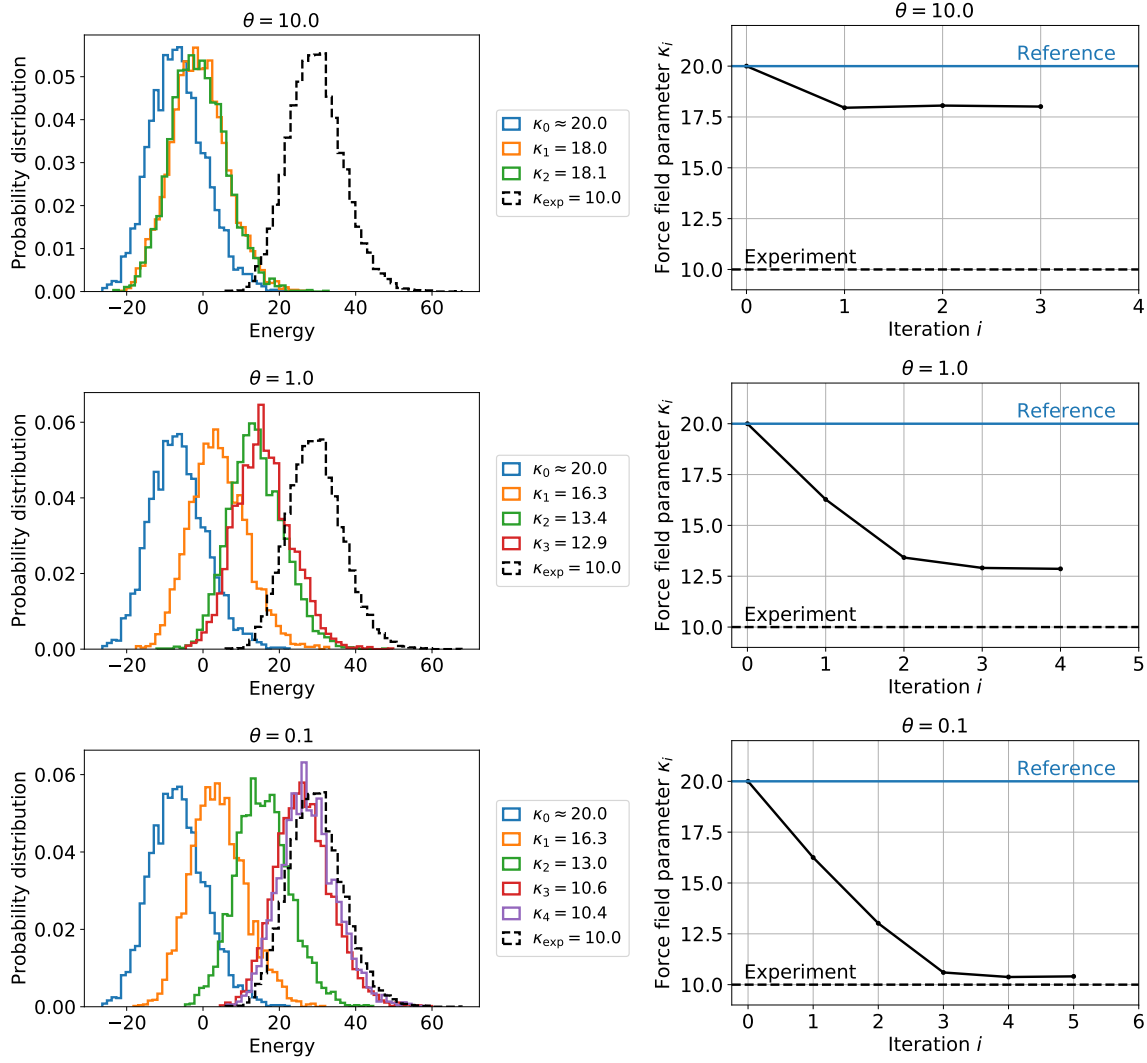 θ = 10.0
Probability distribution
0.05
0.04
0.03
0.02
0.01
0.00
−20 0 20 40 60
Energy
κ₀ ≈ 20.0
κ₁ = 18.0
κ₂ = 18.1
κexp = 10.0
θ = 10.0
Force field parameter κᵢ
Reference
20.0
17.5
15.0
12.5
Experiment
10.0
0 1 2 3 4
Iteration i
θ = 1.0
Probability distribution
0.06
0.04
0.02
0.00
−20 0 20 40 60
Energy
κ₀ ≈ 20.0
κ₁ = 16.3
κ₂ = 13.4
κ₃ = 12.9
κexp = 10.0
θ = 1.0
Force field parameter κᵢ
Reference
20.0
17.5
15.0
12.5
Experiment
10.0
0 1 2 3 4 5
Iteration i
θ = 0.1
Probability distribution
0.06
0.04
0.02
0.00
−20 0 20 40 60
Energy
κ₀ ≈ 20.0
κ₁ = 16.3
κ₂ = 13.0
κ₃ = 10.6
κ₄ = 10.4
κexp = 10.0
θ = 0.1
Force field parameter κᵢ
Reference
20.0
17.5
15.0
12.5
Experiment
10.0
0 1 2 3 4 5 6
Iteration i